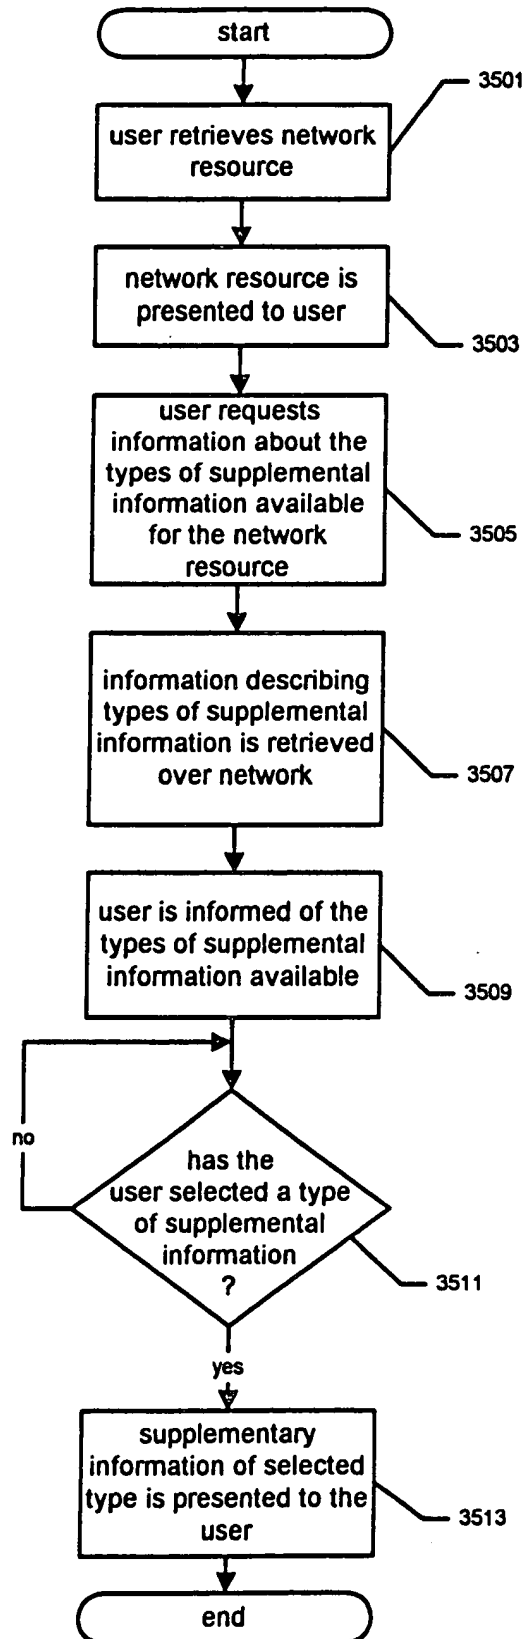 start
3501
user retrieves network
resource
network resource is
presented to user
3503
user requests
information about the
types of supplemental
information available
for the network
resource
3505
information describing
types of supplemental
information is retrieved
over network
3507
user is informed of the
types of supplemental
information available
3509
no
has the
user selected a type
of supplemental
information
?
3511
yes
supplementary
information of selected
type is presented to the
user
3513
end